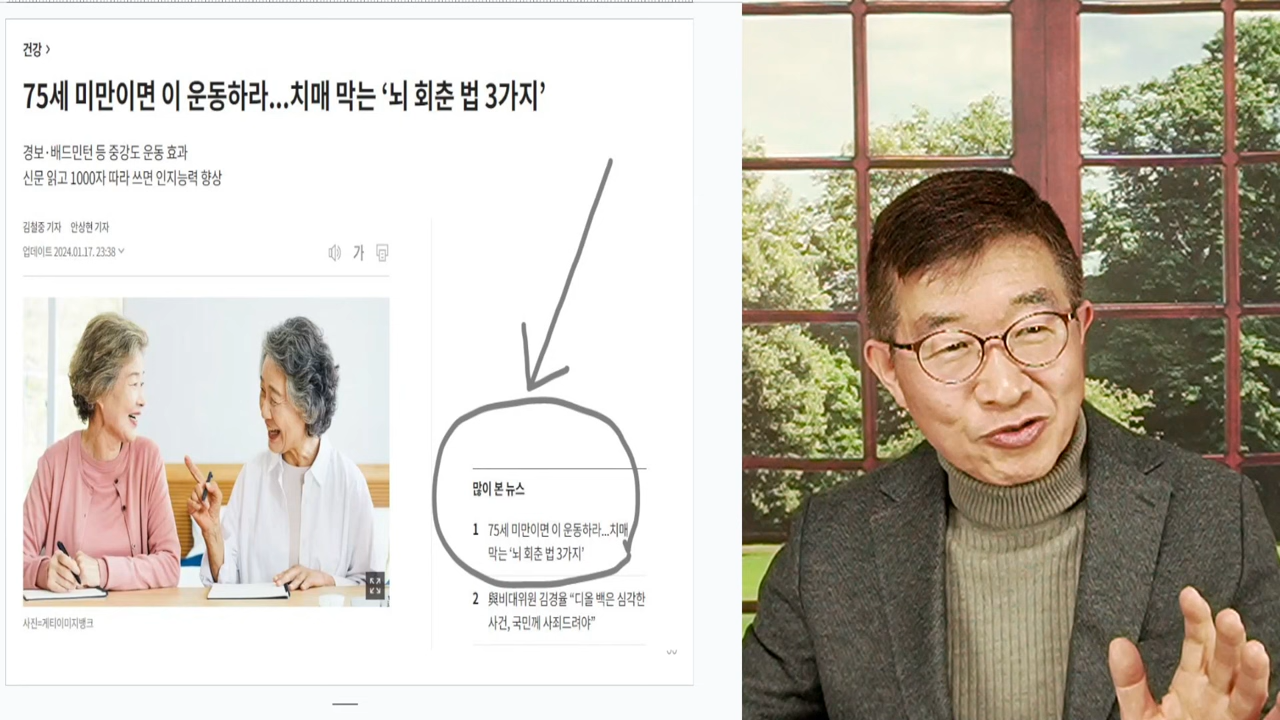 건강 >
75세 미만이면 이 운동하라...치매 막는 ‘뇌 회춘 법 3가지’
경보·배드민턴 등 중강도 운동 효과
신문 읽고 1000자 따라 쓰면 인지능력 향상
김철중 기자 안상현 기자
업데이트 2024.01.17. 23:38
가
사진=게티이미지뱅크
많이 본 뉴스
1 75세 미만이면 이 운동하라...치매
막는 ‘뇌 회춘 법 3가지’
2 與비대위원 김경율 “디올 백은 심각한
사건, 국민께 사죄드려야”